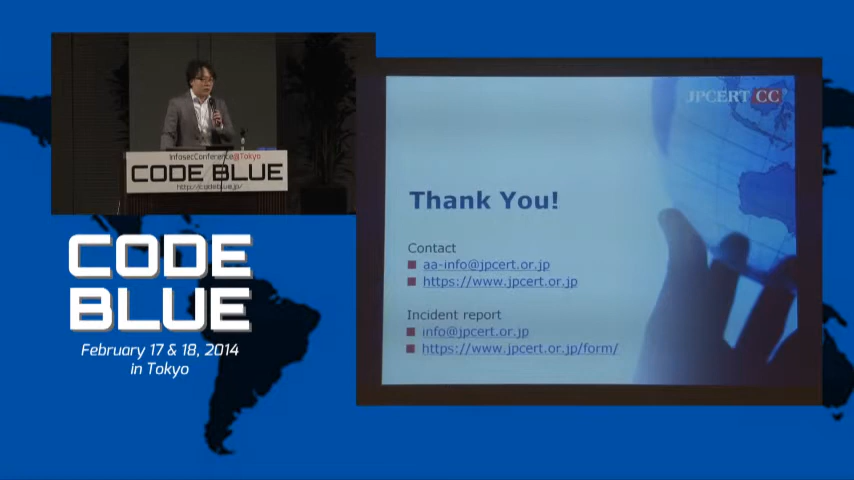 InfosecConference@Tokyo
CODE BLUE
http://codeblue.jp/
CODE
BLUE
February 17 & 18, 2014
in Tokyo
JPCERT CC
Thank You!
Contact
aa-info@jpcert.or.jp
https://www.jpcert.or.jp
Incident report
info@jpcert.or.jp
https://www.jpcert.or.jp/form/